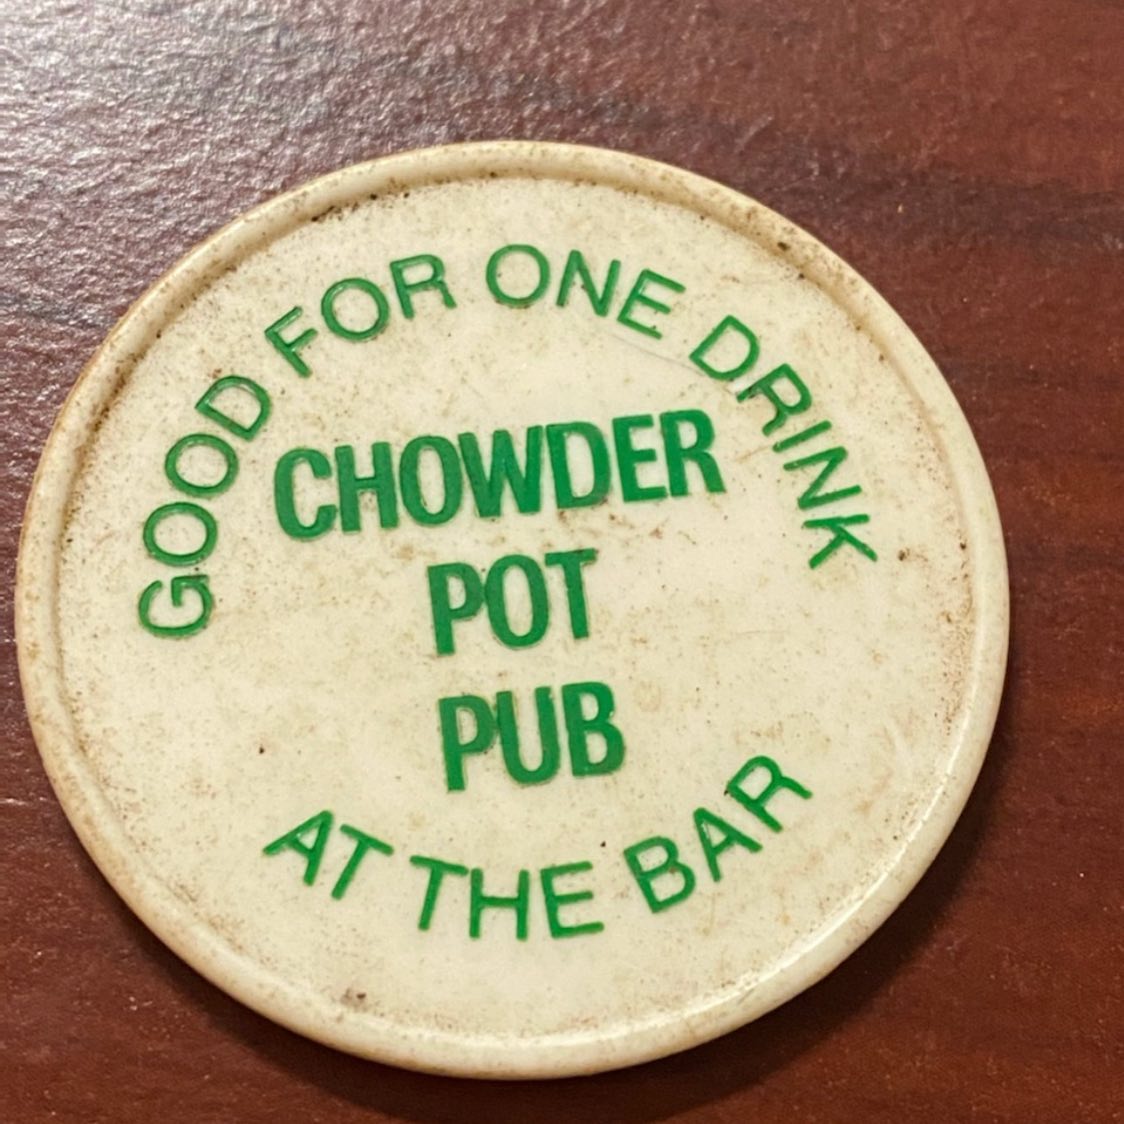 GOOD FOR ONE DRINK
CHOWDER
POT
PUB
AT THE BAR